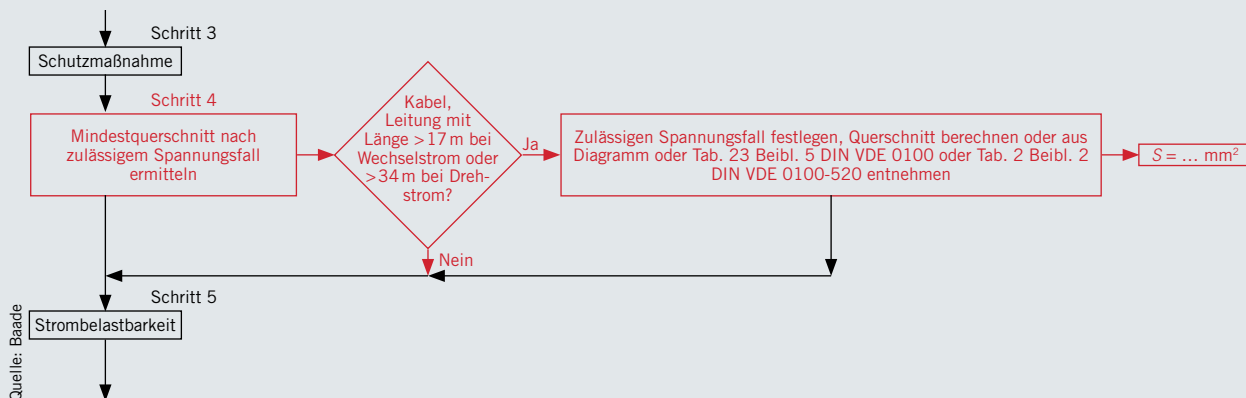 Schritt 3
Schutzmaßnahme
Schritt 4
Mindestquerschnitt nach
zulässigem Spannungsfall
ermitteln
Kabel,
Leitung mit
Länge >17 m bei
Wechselstrom oder
>34 m bei Dreh-
strom?
Ja
Zulässigen Spannungsfall festlegen, Querschnitt berechnen oder aus
Diagramm oder Tab. 23 Beibl. 5 DIN VDE 0100 oder Tab. 2 Beibl. 2
DIN VDE 0100-520 entnehmen
S = … mm²
Nein
Schritt 5
Strombelastbarkeit
Quelle: Baade